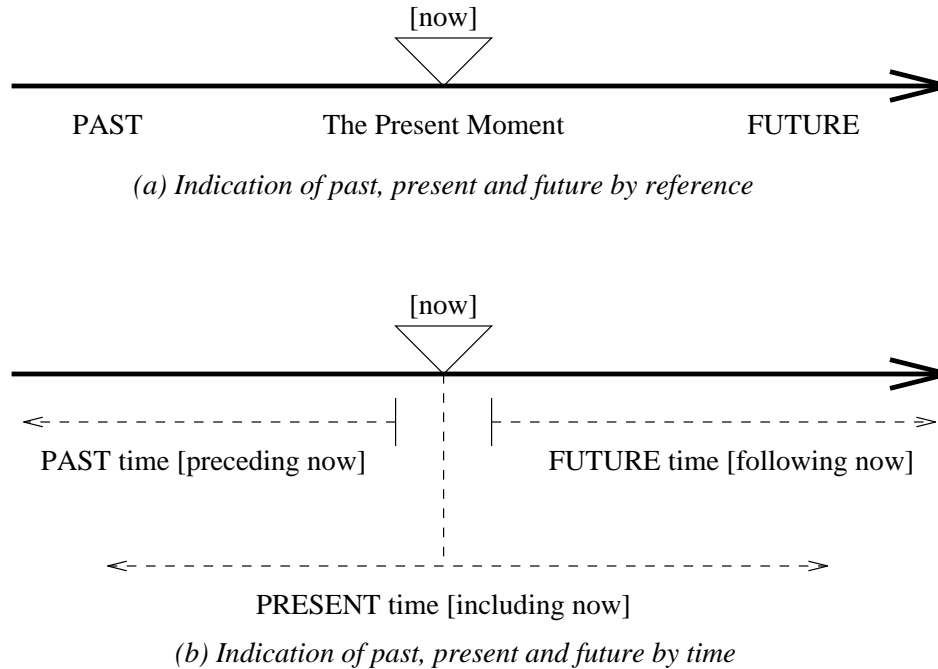 [now]
PAST The Present Moment FUTURE
(a) Indication of past, present and future by reference
[now]
PAST time [preceding now] FUTURE time [following now]
PRESENT time [including now]
(b) Indication of past, present and future by time